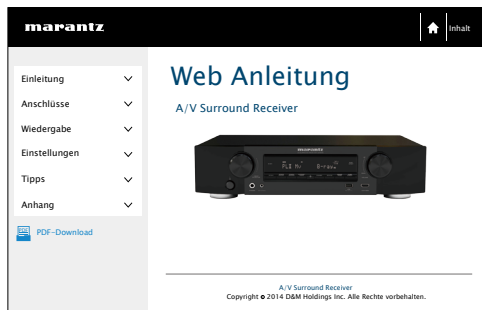 marantz
Inhalt
Einleitung
Anschlüsse
Wiedergabe
Einstellungen
Tipps
Anhang
PDF-Download
Web Anleitung
A/V Surround Receiver
marantz
A/V Surround Receiver
Copyright © 2014 D&M Holdings Inc. Alle Rechte vorbehalten.